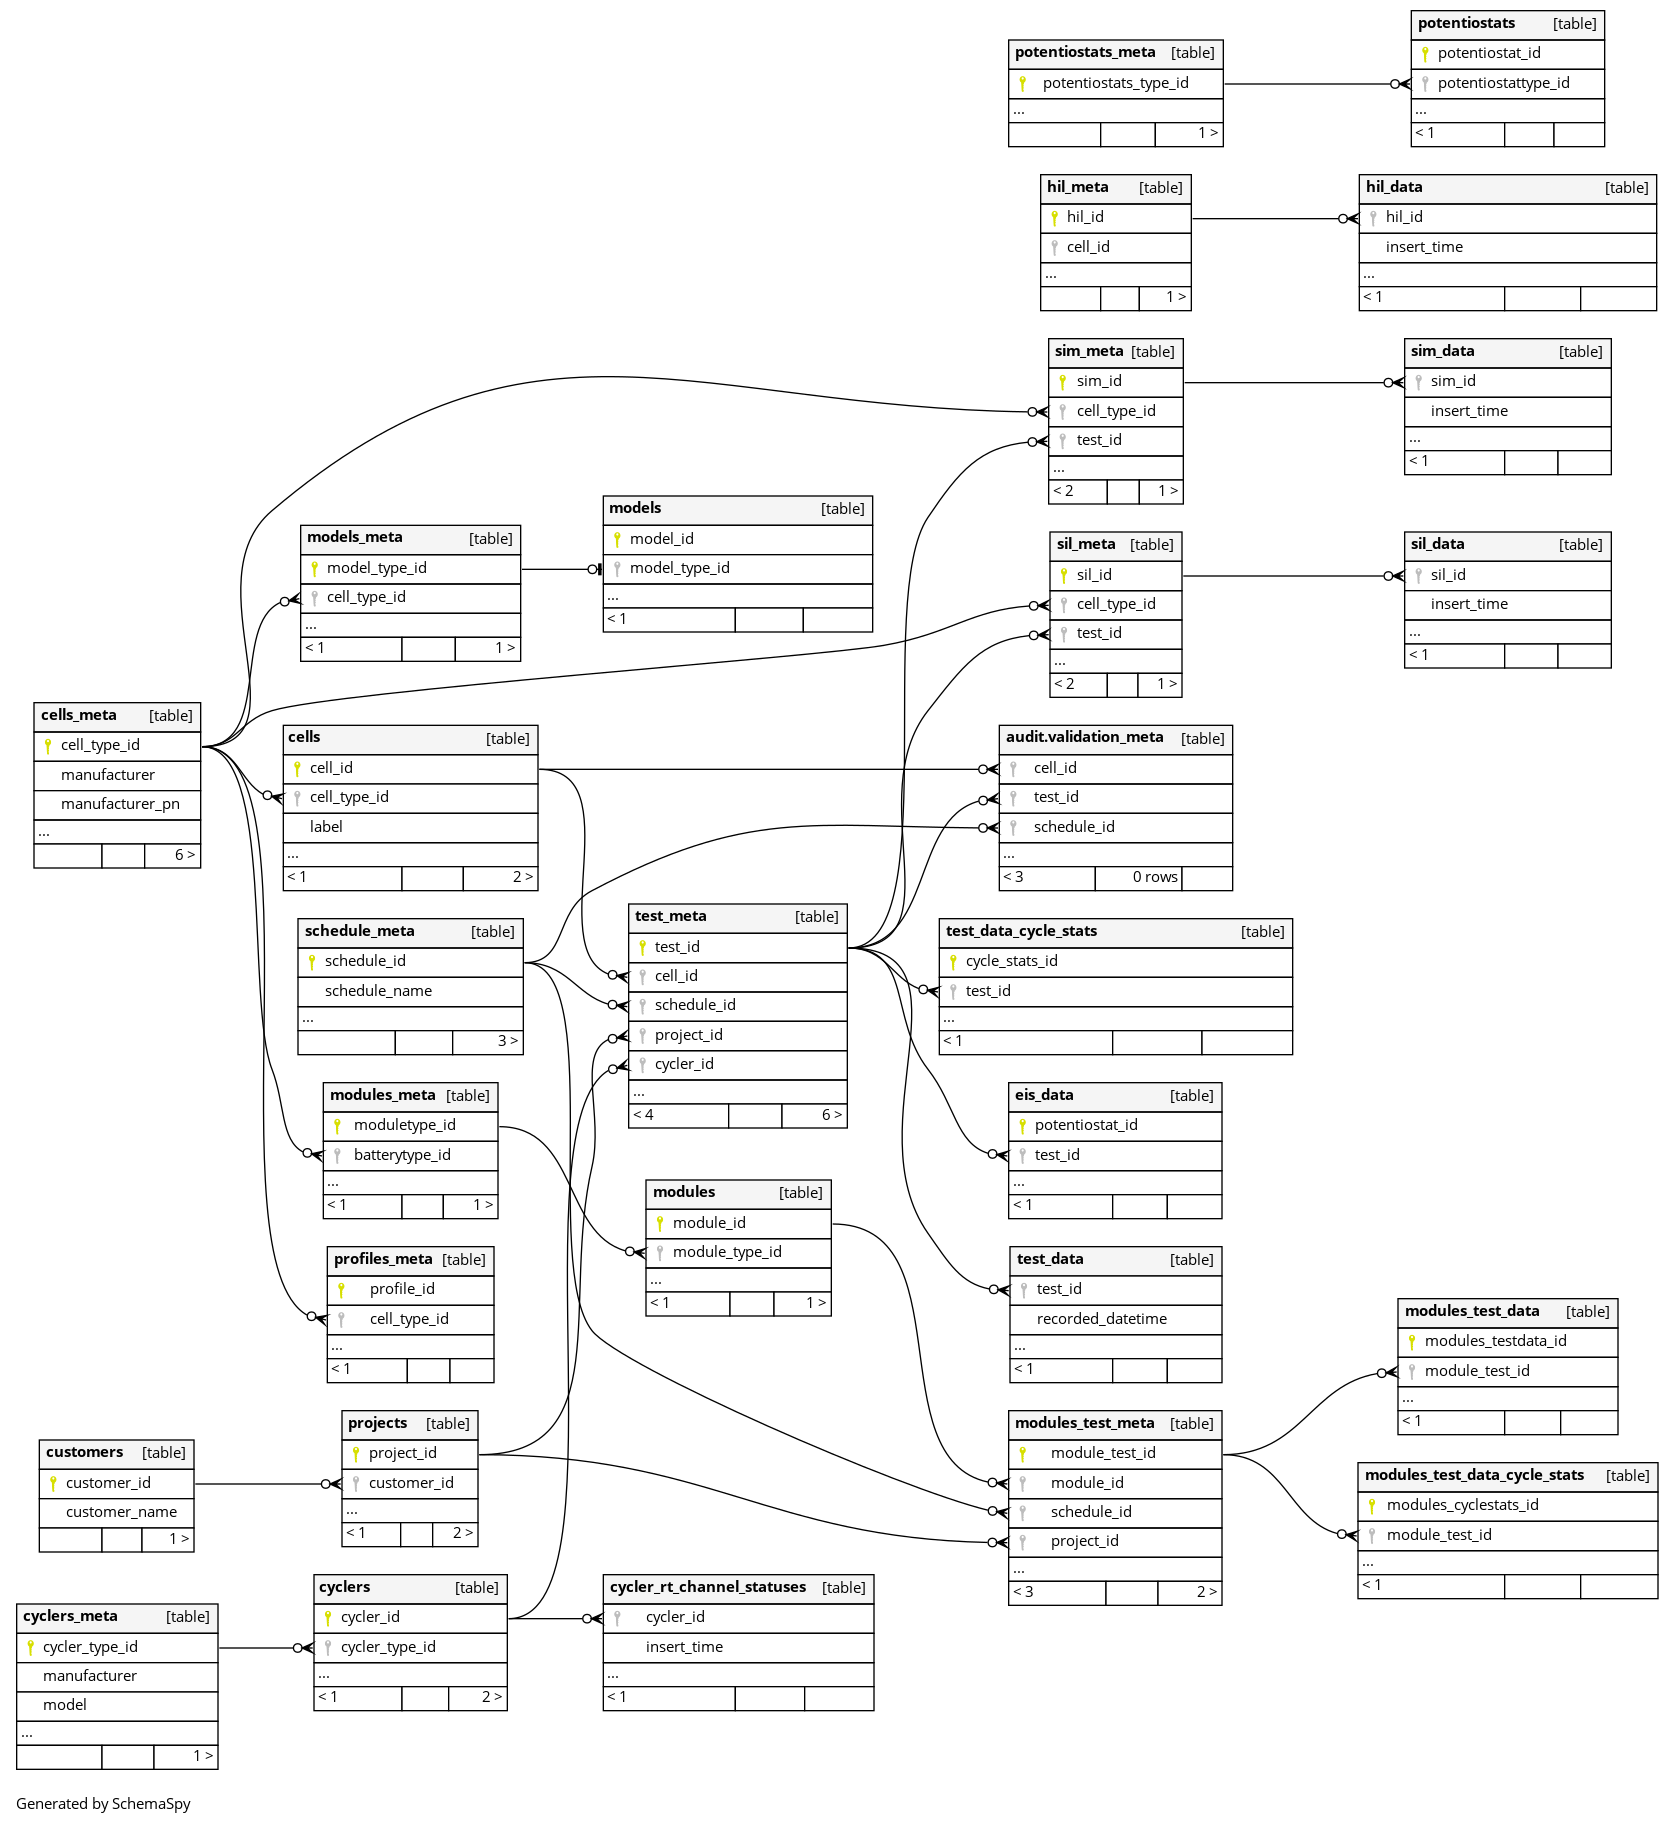 potentiostats [table]
potentiostat_id
potentiostattype_id
...
< 1
potentiostats_meta [table]
potentiostats_type_id
...
1 >
hil_meta [table]
hil_id
cell_id
...
1 >
hil_data [table]
hil_id
insert_time
...
< 1
sim_meta [table]
sim_id
cell_type_id
test_id
...
< 2 1 >
sim_data [table]
sim_id
insert_time
...
< 1
models_meta [table]
model_type_id
cell_type_id
...
< 1 1 >
models [table]
model_id
model_type_id
...
< 1
sil_meta [table]
sil_id
cell_type_id
test_id
...
< 2 1 >
sil_data [table]
sil_id
insert_time
...
< 1
cells_meta [table]
cell_type_id
manufacturer
manufacturer_pn
...
6 >
cells [table]
cell_id
cell_type_id
label
...
< 1 2 >
audit.validation_meta [table]
cell_id
test_id
schedule_id
...
< 3 0 rows
schedule_meta [table]
schedule_id
schedule_name
...
3 >
test_meta [table]
test_id
cell_id
schedule_id
project_id
cycler_id
...
< 4 6 >
test_data_cycle_stats [table]
cycle_stats_id
test_id
...
< 1
modules_meta [table]
moduletype_id
batterytype_id
...
< 1 1 >
eis_data [table]
potentiostat_id
test_id
...
< 1
modules [table]
module_id
module_type_id
...
< 1 1 >
profiles_meta [table]
profile_id
cell_type_id
...
< 1
test_data [table]
test_id
recorded_datetime
...
< 1
modules_test_data [table]
modules_testdata_id
module_test_id
...
< 1
customers [table]
customer_id
customer_name
1 >
projects [table]
project_id
customer_id
...
< 1 2 >
modules_test_meta [table]
module_test_id
module_id
schedule_id
project_id
...
< 3 2 >
modules_test_data_cycle_stats [table]
modules_cyclestats_id
module_test_id
...
< 1
cyclers_meta [table]
cycler_type_id
manufacturer
model
...
1 >
cyclers [table]
cycler_id
cycler_type_id
...
< 1 2 >
cycler_rt_channel_statuses [table]
cycler_id
insert_time
...
< 1
Generated by SchemaSpy